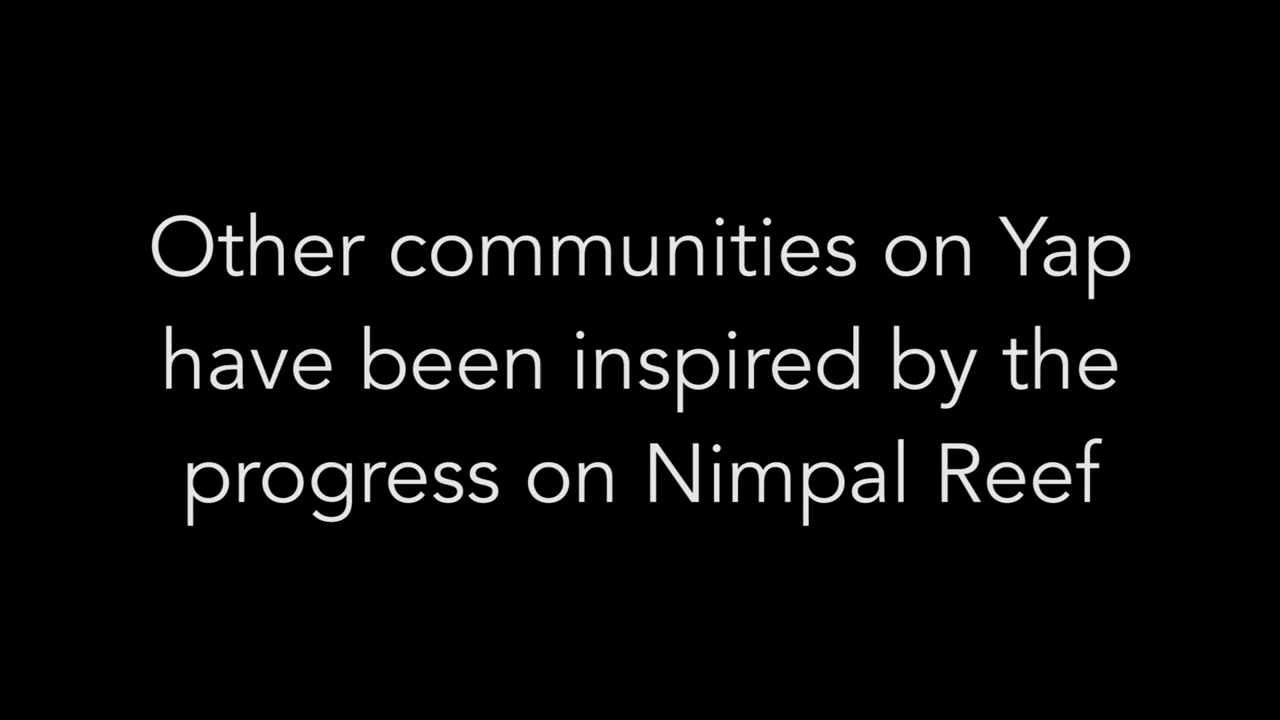 Other communities on Yap
have been inspired by the
progress on Nimpal Reef